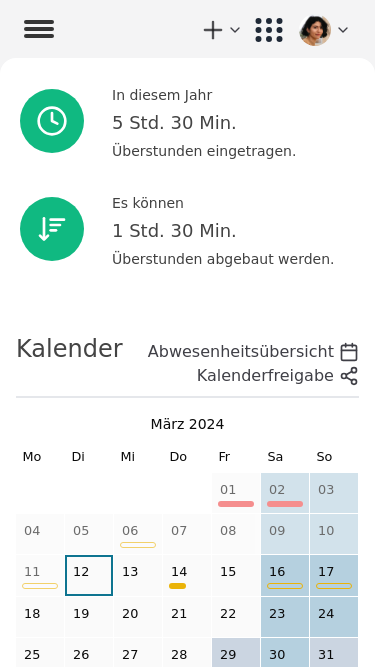 In diesem Jahr
5 Std. 30 Min.
Überstunden eingetragen.
Es können
1 Std. 30 Min.
Überstunden abgebaut werden.
Kalender
Abwesenheitsübersicht
Kalenderfreigabe
März 2024
Mo Di Mi Do Fr Sa So
01 02 03
04 05 06 07 08 09 10
11 12 13 14 15 16 17
18 19 20 21 22 23 24
25 26 27 28 29 30 31